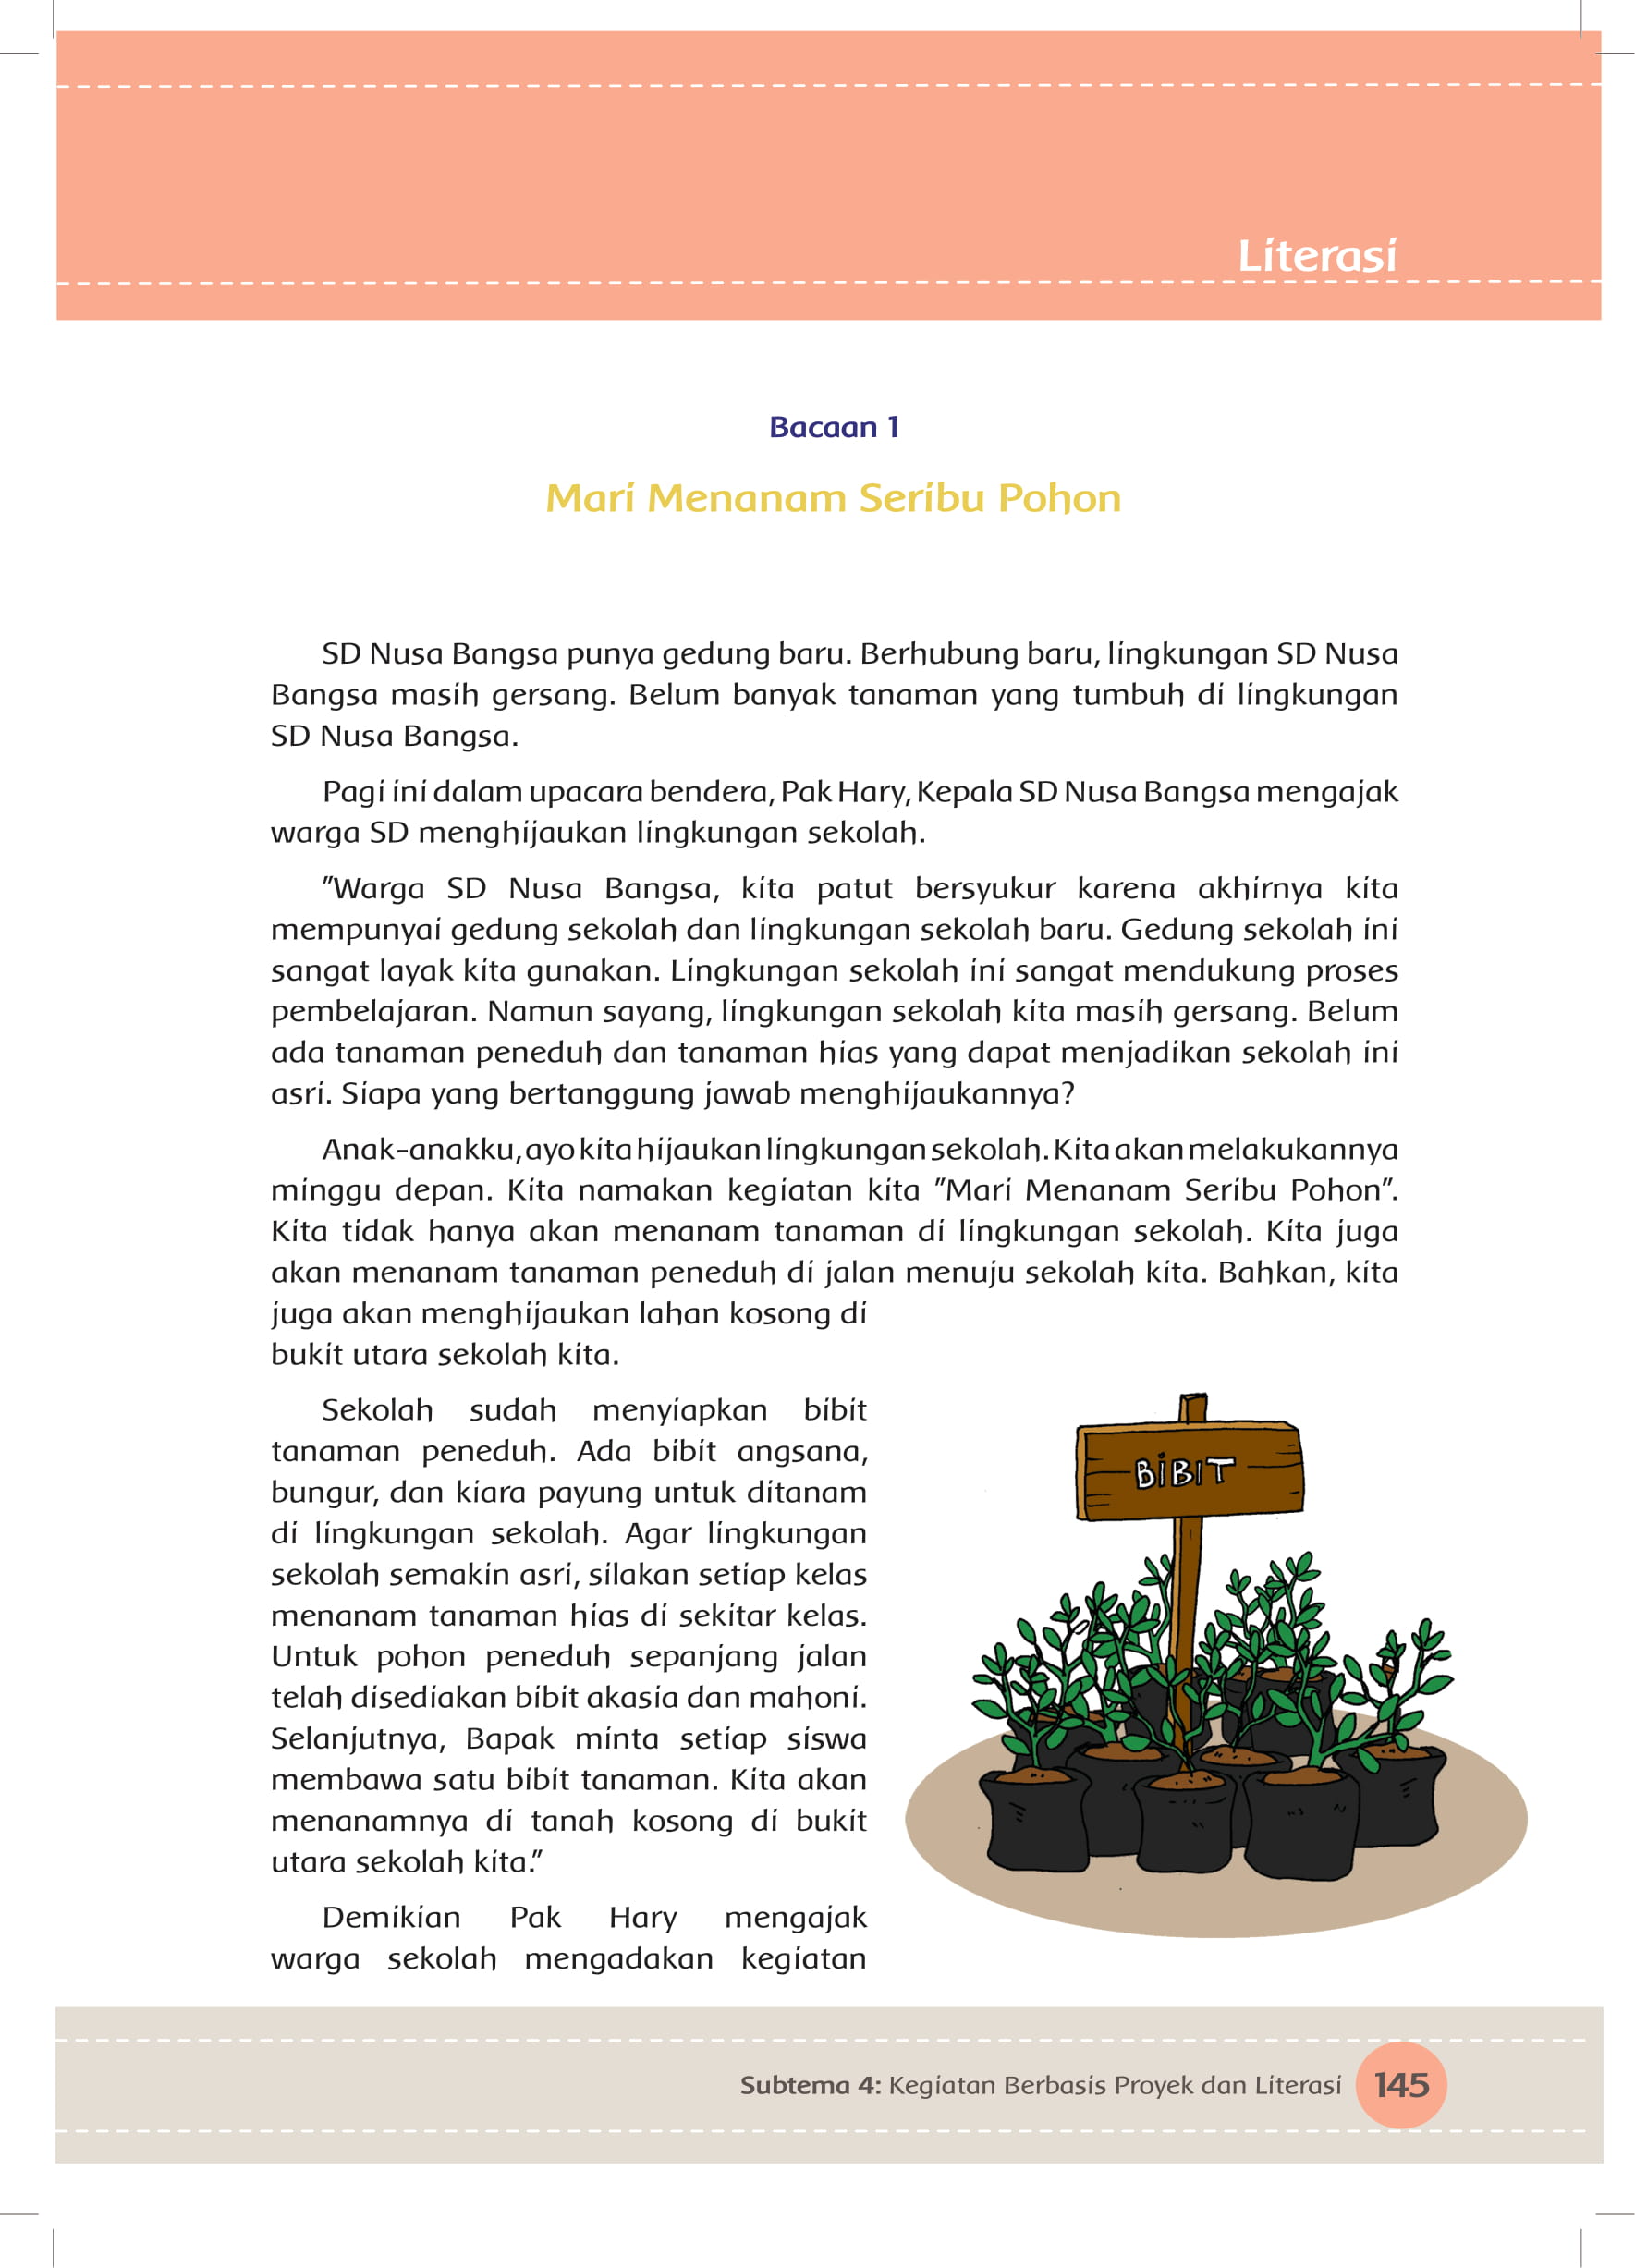 Literasi
Bacaan 1
Mari Menanam Seribu Pohon
SD Nusa Bangsa punya gedung baru. Berhubung baru, lingkungan SD Nusa
Bangsa masih gersang. Belum banyak tanaman yang tumbuh di lingkungan
SD Nusa Bangsa.
Pagi ini dalam upacara bendera, Pak Hary, Kepala SD Nusa Bangsa mengajak
warga SD menghijaukan lingkungan sekolah.
"Warga SD Nusa Bangsa, kita patut bersyukur karena akhirnya kita
mempunyai gedung sekolah dan lingkungan sekolah baru. Gedung sekolah ini
sangat layak kita gunakan. Lingkungan sekolah ini sangat mendukung proses
pembelajaran. Namun sayang, lingkungan sekolah kita masih gersang. Belum
ada tanaman peneduh dan tanaman hias yang dapat menjadikan sekolah ini
asri. Siapa yang bertanggung jawab menghijaukannya?
Anak-anakku, ayo kita hijaukan lingkungan sekolah. Kita akan melakukannya
minggu depan. Kita namakan kegiatan kita "Mari Menanam Seribu Pohon".
Kita tidak hanya akan menanam tanaman di lingkungan sekolah. Kita juga
akan menanam tanaman peneduh di jalan menuju sekolah kita. Bahkan, kita
juga akan menghijaukan lahan kosong di
bukit utara sekolah kita.
Sekolah sudah menyiapkan bibit
tanaman peneduh. Ada bibit angsana,
bungur, dan kiara payung untuk ditanam
di lingkungan sekolah. Agar lingkungan
sekolah semakin asri, silakan setiap kelas
menanam tanaman hias di sekitar kelas.
Untuk pohon peneduh sepanjang jalan
telah disediakan bibit akasia dan mahoni.
Selanjutnya, Bapak minta setiap siswa
membawa satu bibit tanaman. Kita akan
menanamnya di tanah kosong di bukit
utara sekolah kita."
Demikian Pak Hary mengajak
warga sekolah mengadakan kegiatan
BIBIT
Subtema 4: Kegiatan Berbasis Proyek dan Literasi 145